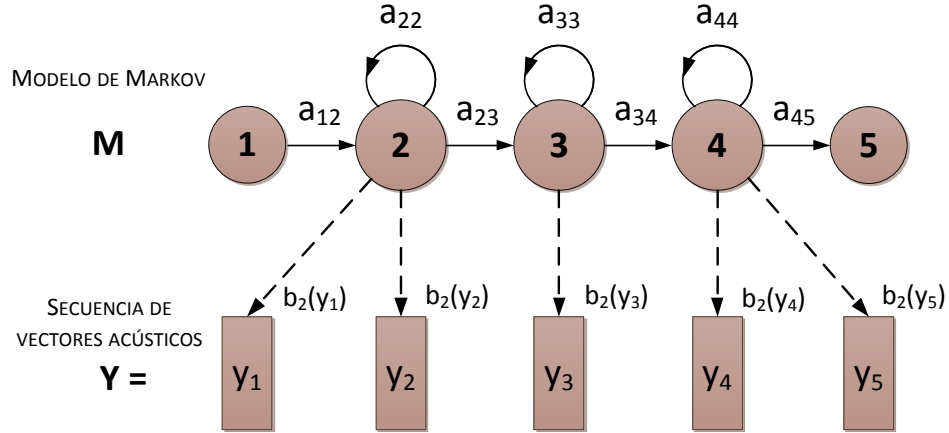 a22 a33 a44
MODELO DE MARKOV
M
a12 a23 a34 a45
1 2 3 4 5
SECUENCIA DE
VECTORES ACÚSTICOS
b2(y1) b2(y2) b2(y3) b2(y4) b2(y5)
Y =
y1 y2 y3 y4 y5